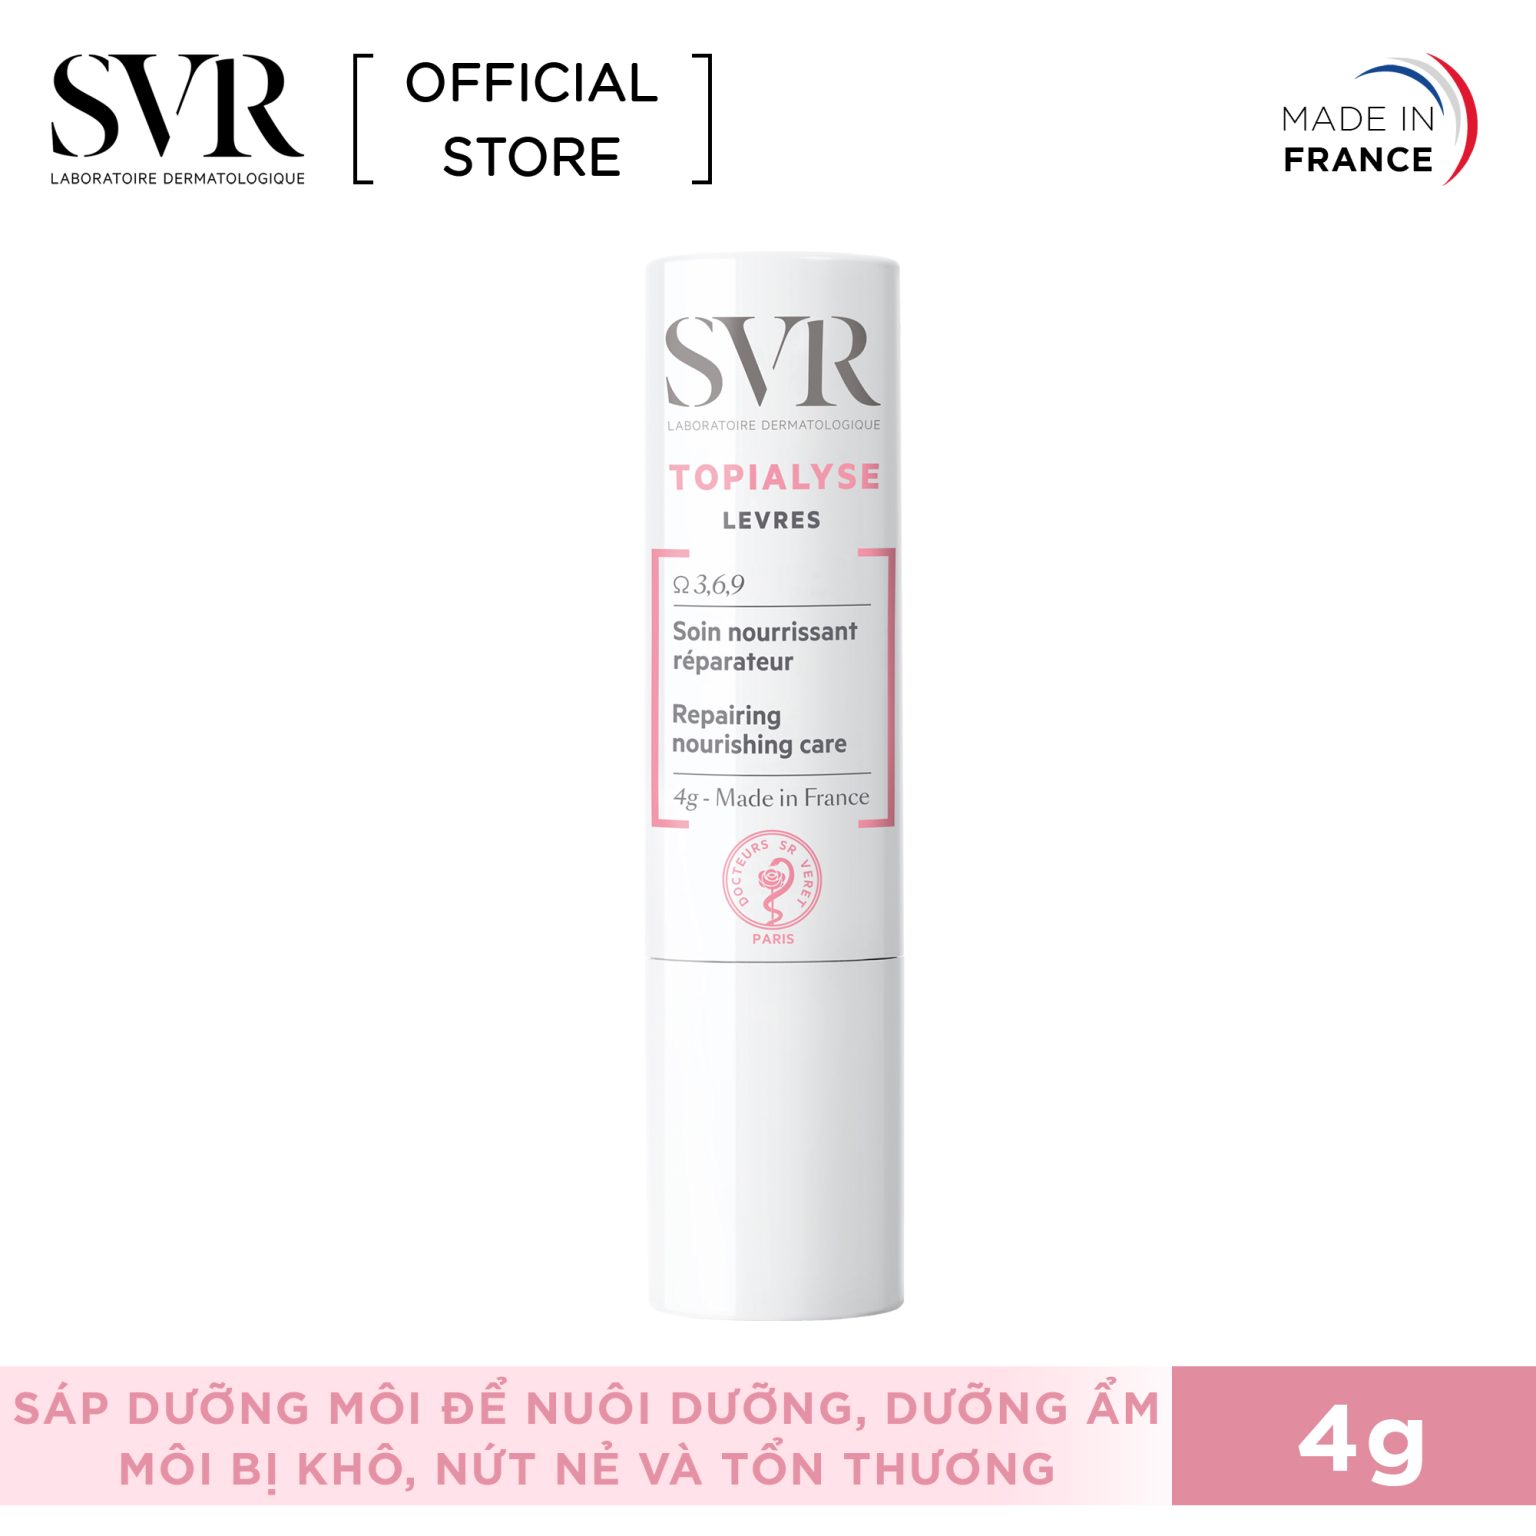 SVR
LABORATOIRE DERMATOLOGIQUE
OFFICIAL
STORE
MADE IN
FRANCE
SVR
LABORATOIRE DERMATOLOGIQUE
TOPIALYSE
LEVRES
Ω 3,6,9
Soin nourrissant
réparateur
Repairing
nourishing care
4g - Made in France
DOCTEURS SR VERET
PARIS
SÁP DƯỠNG MÔI ĐỂ NUÔI DƯỠNG, DƯỠNG ẨM
MÔI BỊ KHÔ, NỨT NẺ VÀ TỔN THƯƠNG
4g